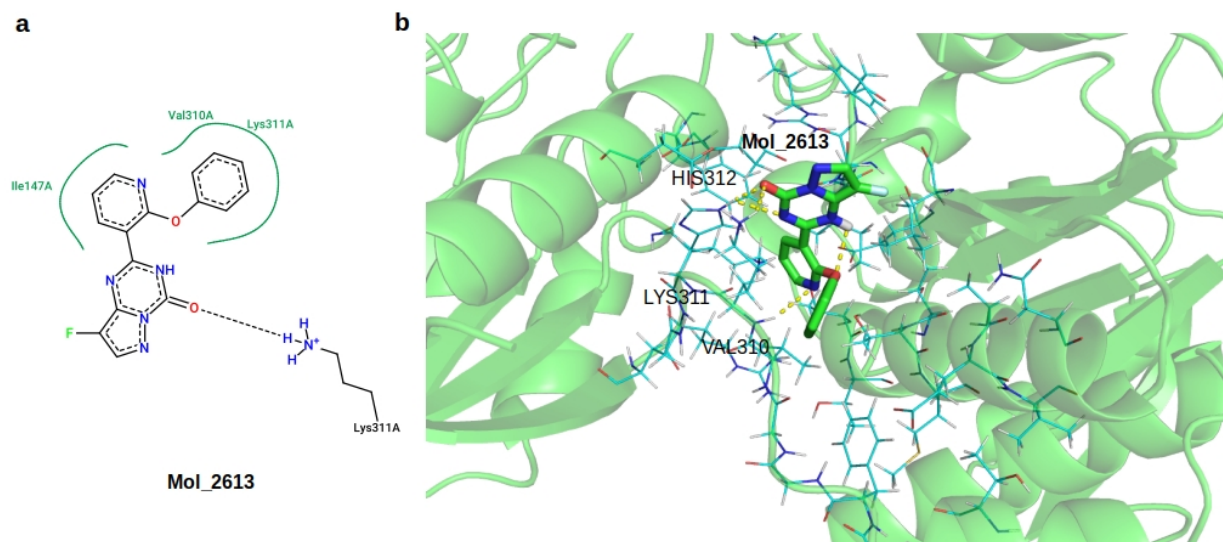 a
b
Val310A
Lys311A
Ile147A
N
O
N
NH
N
O
F
N
H
H
N+
H
Lys311A
Mol_2613
Mol_2613
HIS312
LYS311
VAL310